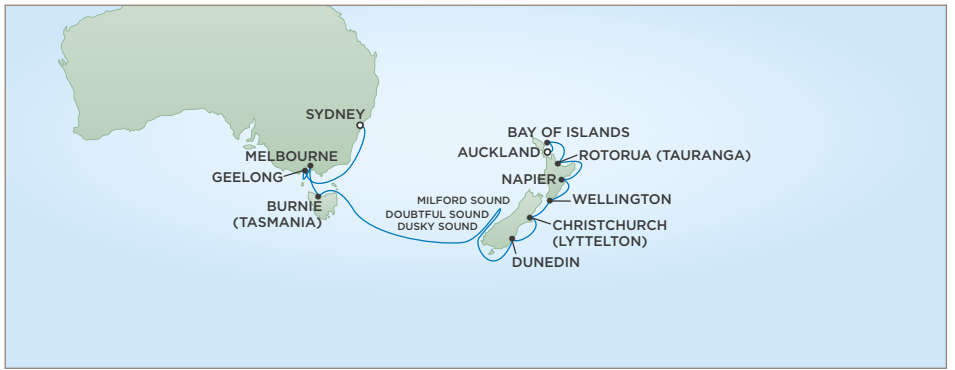 SYDNEY
MELBOURNE
GEELONG
BURNIE
(TASMANIA)
MILFORD SOUND
DOUBTFUL SOUND
DUSKY SOUND
BAY OF ISLANDS
AUCKLAND
ROTORUA (TAURANGA)
NAPIER
WELLINGTON
CHRISTCHURCH
(LYTTELTON)
DUNEDIN